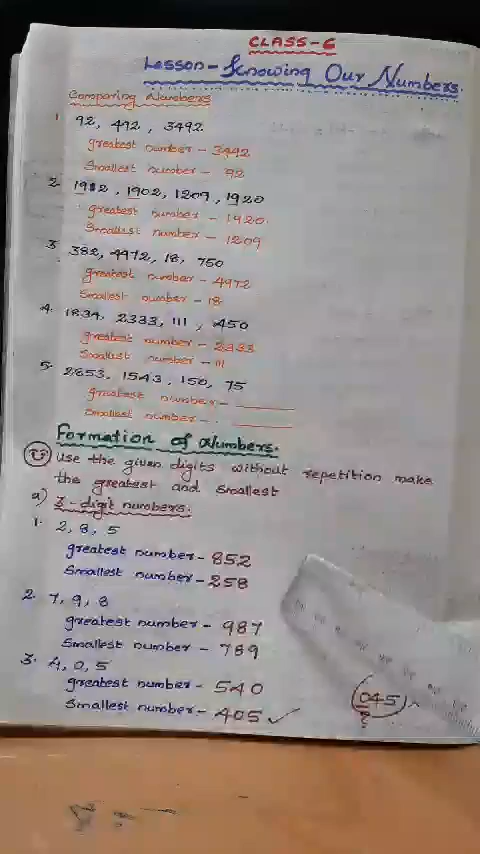 CLASS-6
Lesson - Knowing Our Numbers.
Comparing Numbers
1. 92, 492, 3492
greatest number - 3492
Smallest number - 92
2. 1912, 1902, 1209, 1920
greatest number - 1920.
Smallest number - 1209
3. 382, 4972, 18, 750
greatest number - 4972
Smallest number - 18
4. 1834, 2333, 111, 450
greatest number - 2333
Smallest number - 111
5. 2853, 1543, 150, 75
greatest number - ______
Smallest number - ______
Formation of Numbers.
Use the given digits without repetition make
the greatest and smallest
a) 3-digit numbers.
1. 2, 8, 5
greatest number - 852
Smallest number - 258
2. 7, 9, 8
greatest number - 987
Smallest number - 789
3. 4, 0, 5
greatest number - 540
Smallest number - 405 ✓
045
?